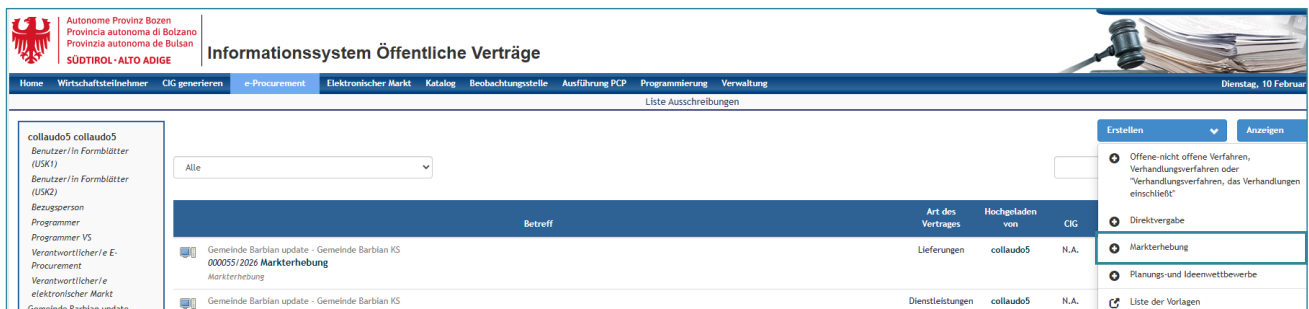 Autonome Provinz Bozen
Provincia autonoma di Bolzano
Provinzia autonoma de Bulsan
SÜDTIROL · ALTO ADIGE
Informationssystem Öffentliche Verträge
Home Wirtschaftsteilnehmer CIG generieren e-Procurement Elektronischer Markt Katalog Beobachtungsstelle Ausführung PCP Programmierung Verwaltung Dienstag, 10 Februar
Liste Ausschreibungen
collaudo5 collaudo5
Benutzer/in Formblätter
(USK1)
Benutzer/in Formblätter
(USK2)
Bezugsperson
Programmer
Programmer VS
Verantwortlicher/e E-
Procurement
Verantwortlicher/e
elektronischer Markt
Gemeinde Barbian update
Alle
Erstellen Anzeigen
Offene-nicht offene Verfahren,
Verhandlungsverfahren oder
"Verhandlungsverfahren, das Verhandlungen
einschließt"
Direktvergabe
Markterhebung
Planungs-und Ideenwettbewerbe
Liste der Vorlagen
Betreff Art des Vertrages Hochgeladen von CIG
Gemeinde Barbian update - Gemeinde Barbian KS
000055/2026 Markterhebung Lieferungen collaudo5 N.A.
Markterhebung
Gemeinde Barbian update - Gemeinde Barbian KS Dienstleistungen collaudo5 N.A.